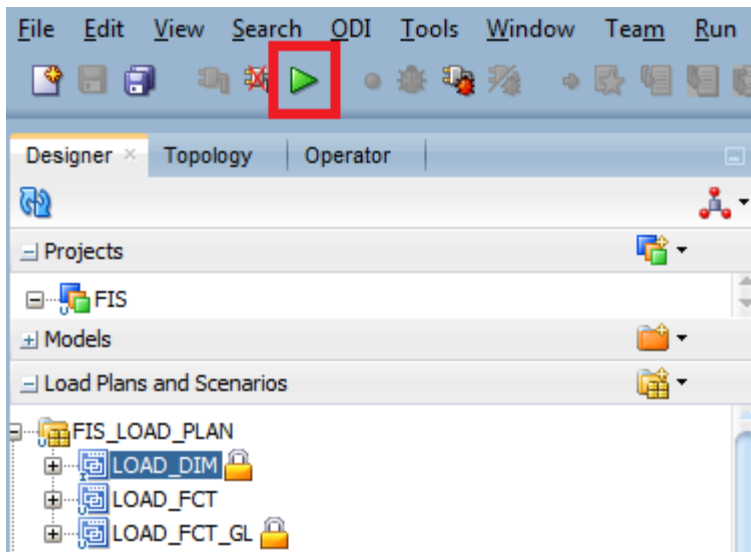 File Edit View Search ODI Tools Window Team Run
Designer Topology Operator
Projects
FIS
Models
Load Plans and Scenarios
FIS_LOAD_PLAN
LOAD_DIM
LOAD_FCT
LOAD_FCT_GL